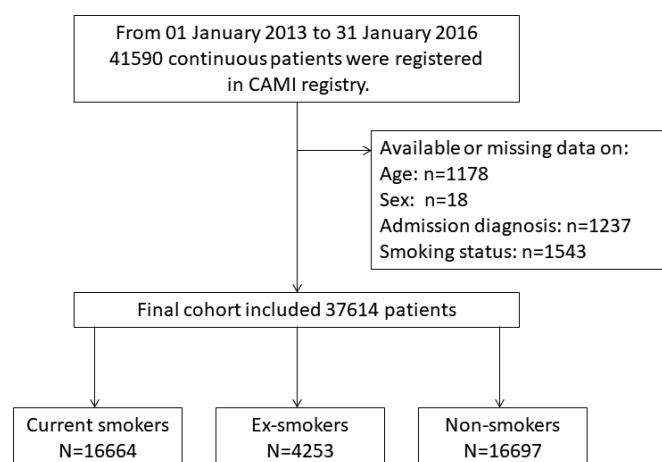 From 01 January 2013 to 31 January 2016
41590 continuous patients were registered
in CAMI registry.
Available or missing data on:
Age: n=1178
Sex: n=18
Admission diagnosis: n=1237
Smoking status: n=1543
Final cohort included 37614 patients
Current smokers
N=16664
Ex-smokers
N=4253
Non-smokers
N=16697